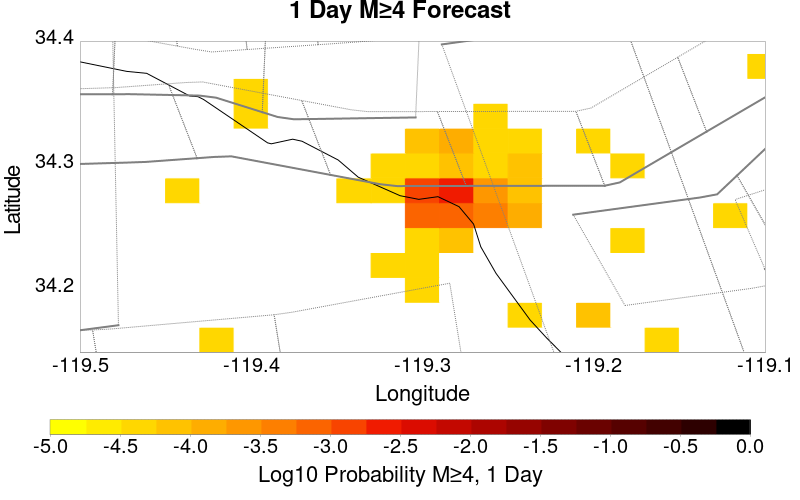 1 Day M≥4 Forecast
34.4
34.3
34.2
Latitude
-119.5 -119.4 -119.3 -119.2 -119.1
Longitude
-5.0 -4.5 -4.0 -3.5 -3.0 -2.5 -2.0 -1.5 -1.0 -0.5 0.0
Log10 Probability M≥4, 1 Day